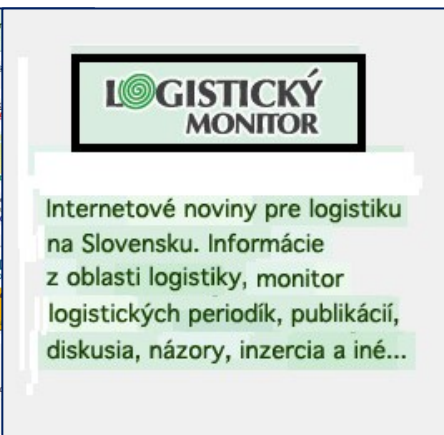 LOGISTICKÝ
MONITOR
Internetové noviny pre logistiku
na Slovensku. Informácie
z oblasti logistiky, monitor
logistických periodík, publikácií,
diskusia, názory, inzercia a iné...